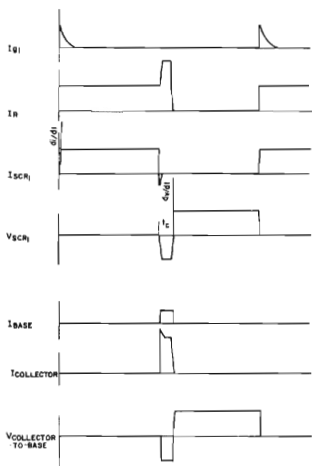 Ig1
IR
di/dt
ISCR1
dv/dt
tc
VSCR1
IBASE
ICOLLECTOR
VCOLLECTOR
-TO-BASE